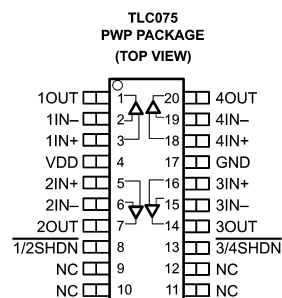 TLC075
PWP PACKAGE
(TOP VIEW)
1OUT 1 20 4OUT
1IN– 2 19 4IN–
1IN+ 3 18 4IN+
VDD 4 17 GND
2IN+ 5 16 3IN+
2IN– 6 15 3IN–
2OUT 7 14 3OUT
1/2SHDN 8 13 3/4SHDN
NC 9 12 NC
NC 10 11 NC